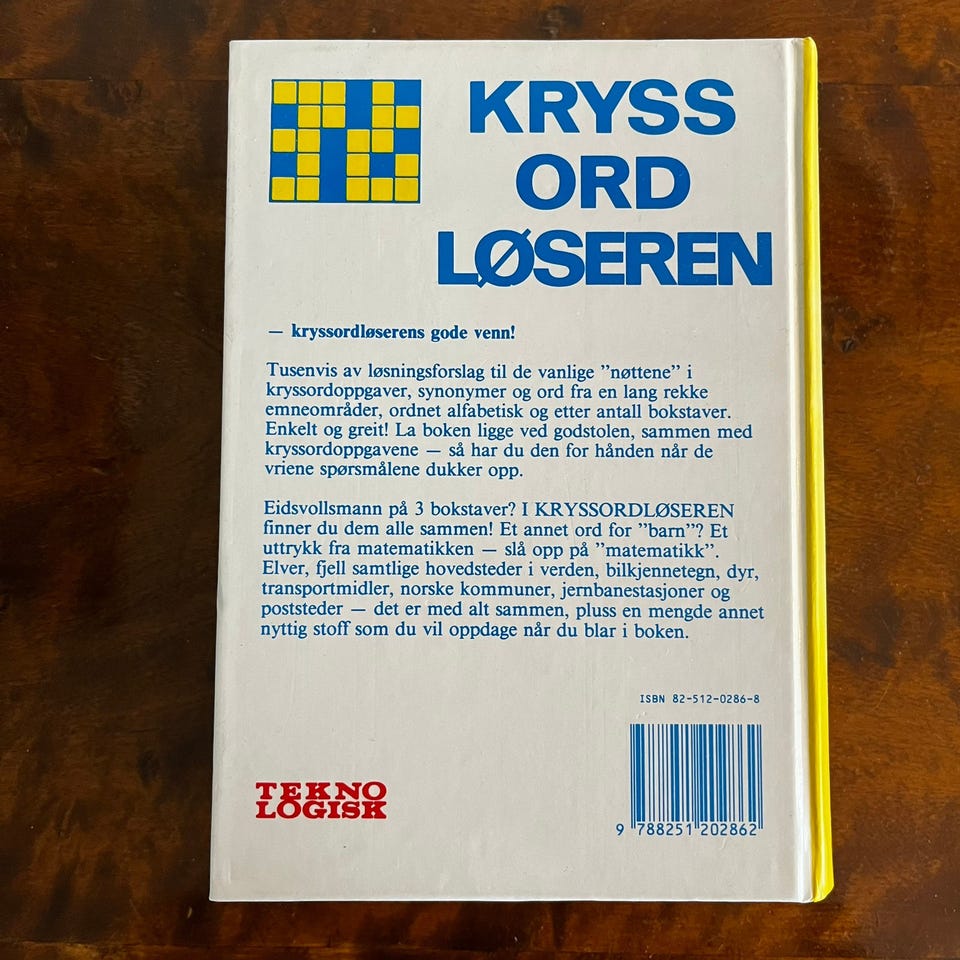 KRYSS
ORD
LØSEREN
— kryssordløserens gode venn!
Tusenvis av løsningsforslag til de vanlige ”nøttene” i
kryssordoppgaver, synonymer og ord fra en lang rekke
emneområder, ordnet alfabetisk og etter antall bokstaver.
Enkelt og greit! La boken ligge ved godstolen, sammen med
kryssordoppgavene — så har du den for hånden når de
vriene spørsmålene dukker opp.
Eidsvollsmann på 3 bokstaver? I KRYSSORDLØSEREN
finner du dem alle sammen! Et annet ord for ”barn”? Et
uttrykk fra matematikken — slå opp på ”matematikk”.
Elver, fjell samtlige hovedsteder i verden, bilkjennetegn, dyr,
transportmidler, norske kommuner, jernbanestasjoner og
poststeder — det er med alt sammen, pluss en mengde annet
nyttig stoff som du vil oppdage når du blar i boken.
ISBN 82-512-0286-8
TEKNO
LOGISK
9 788251 202862